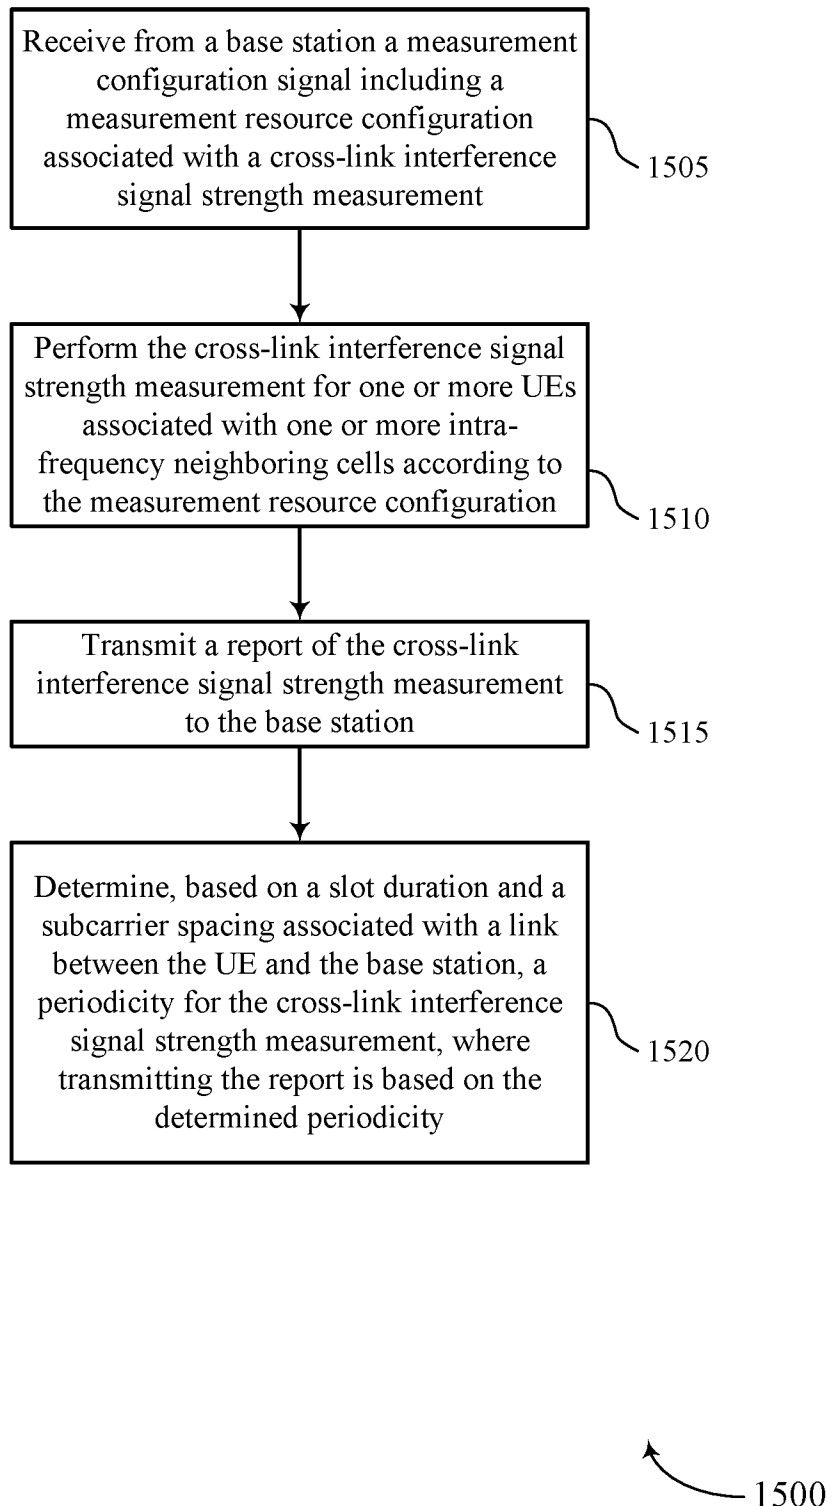 Receive from a base station a measurement
configuration signal including a
measurement resource configuration
associated with a cross-link interference
signal strength measurement
1505
Perform the cross-link interference signal
strength measurement for one or more UEs
associated with one or more intra-
frequency neighboring cells according to
the measurement resource configuration
1510
Transmit a report of the cross-link
interference signal strength measurement
to the base station
1515
Determine, based on a slot duration and a
subcarrier spacing associated with a link
between the UE and the base station, a
periodicity for the cross-link interference
signal strength measurement, where
transmitting the report is based on the
determined periodicity
1520
1500